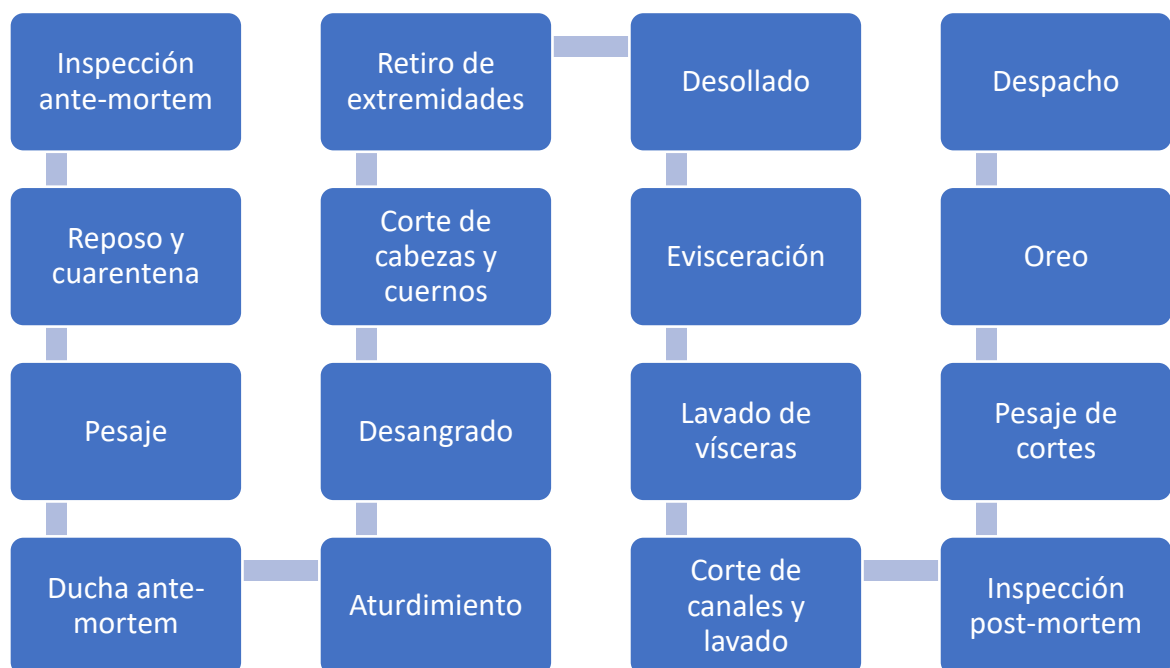 Inspección
ante-mortem
Reposo y
cuarentena
Pesaje
Ducha ante-
mortem
Aturdimiento
Desangrado
Corte de
cabezas y
cuernos
Retiro de
extremidades
Desollado
Evisceración
Lavado de
vísceras
Corte de
canales y
lavado
Inspección
post-mortem
Pesaje de
cortes
Oreo
Despacho